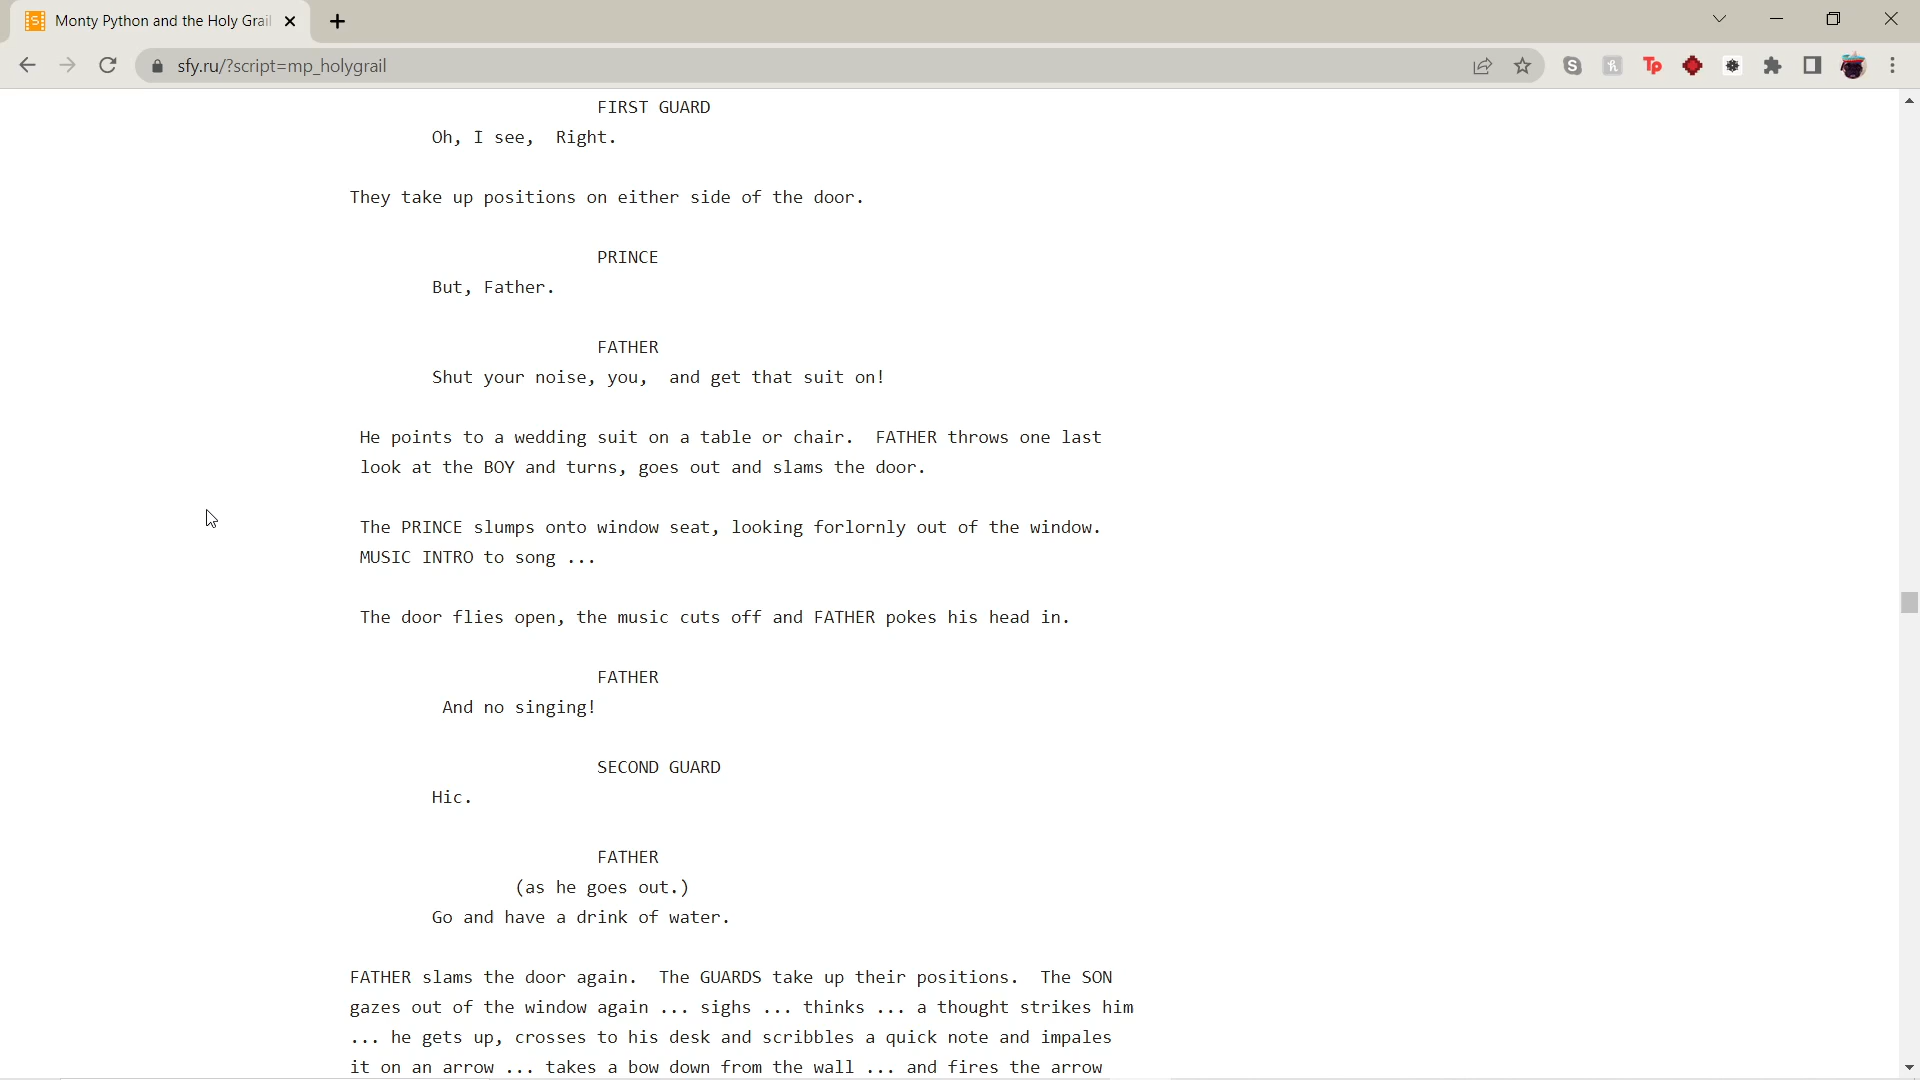 Monty Python and the Holy Grail
sfy.ru/?script=mp_holygrail
FIRST GUARD
Oh, I see,  Right.
They take up positions on either side of the door.
PRINCE
But, Father.
FATHER
Shut your noise, you,  and get that suit on!
He points to a wedding suit on a table or chair.  FATHER throws one last
look at the BOY and turns, goes out and slams the door.
The PRINCE slumps onto window seat, looking forlornly out of the window.
MUSIC INTRO to song ...
The door flies open, the music cuts off and FATHER pokes his head in.
FATHER
And no singing!
SECOND GUARD
Hic.
FATHER
(as he goes out.)
Go and have a drink of water.
FATHER slams the door again.  The GUARDS take up their positions.  The SON
gazes out of the window again ... sighs ... thinks ... a thought strikes him
... he gets up, crosses to his desk and scribbles a quick note and impales
it on an arrow ... takes a bow down from the wall ... and fires the arrow